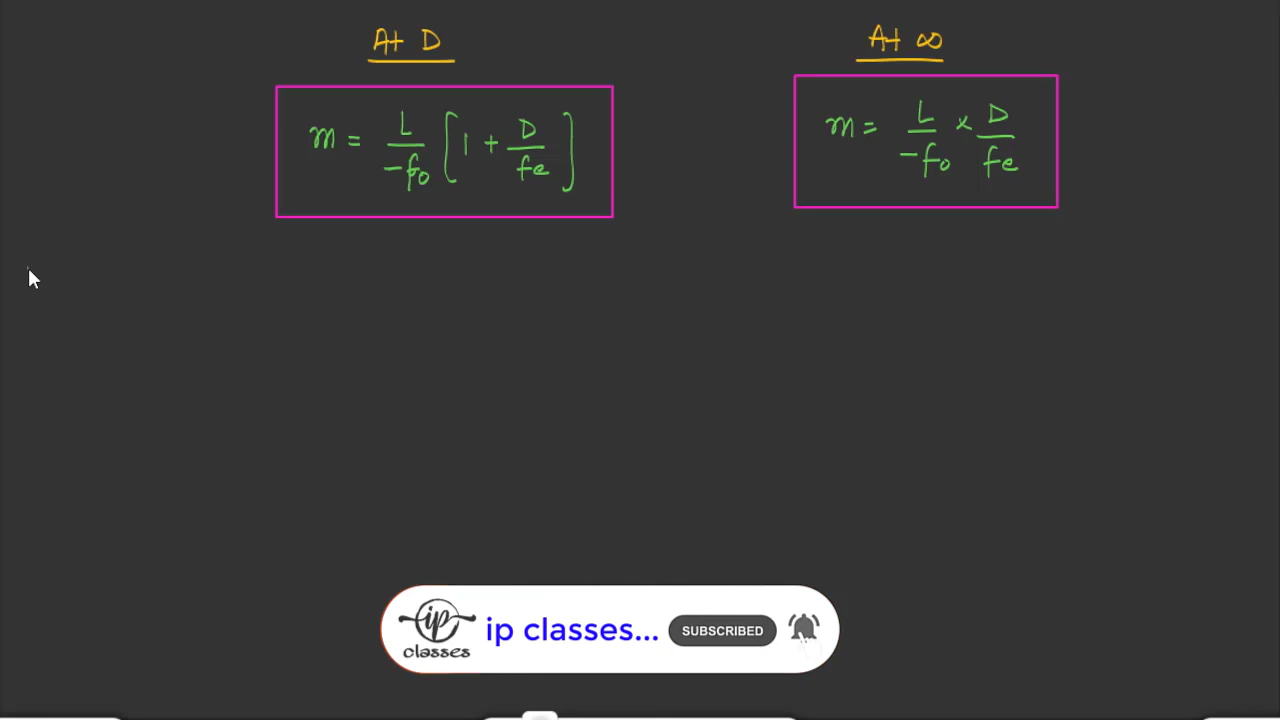 At D
At ∞
m = L/-fo [1 + D/fe]
m = L/-fo × D/fe
ip classes
ip classes...
SUBSCRIBED